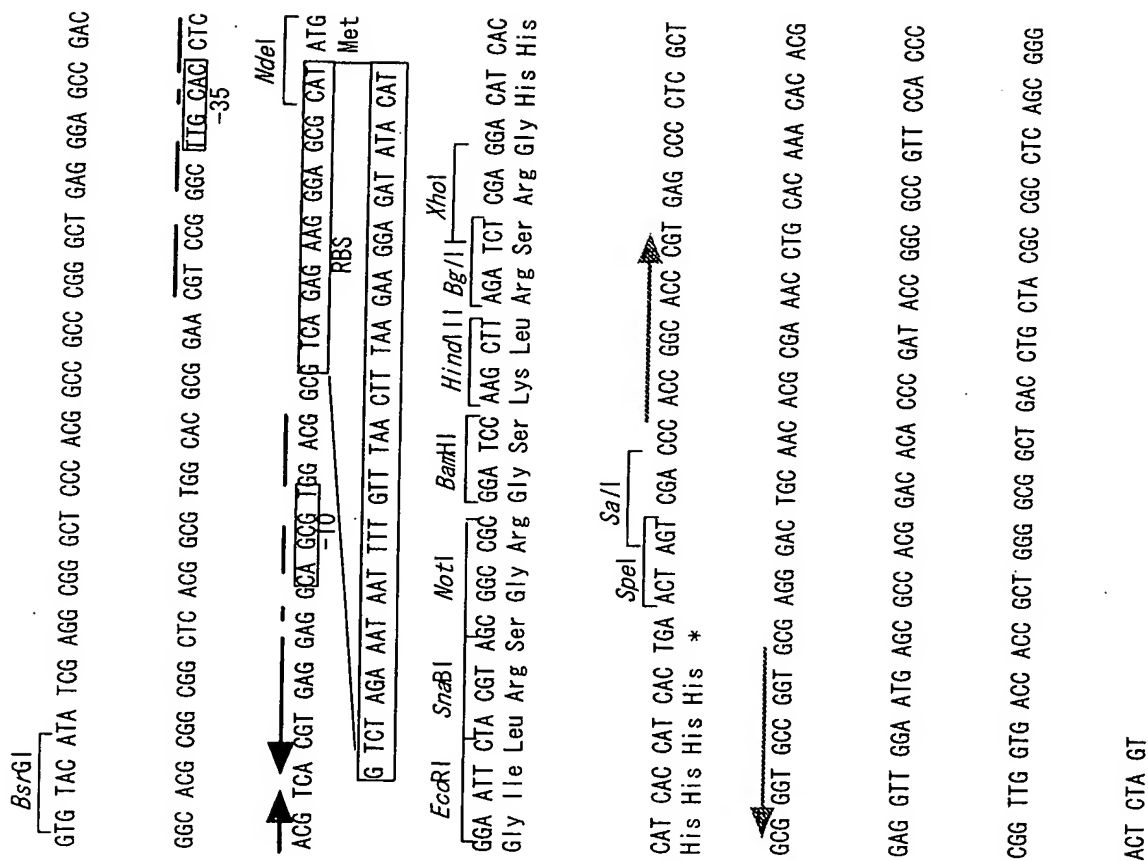 BsrGI
GTG TAC ATA TCG AGG CGG GCT CCC ACG GCC GCC CGG GCT GAG GGA GCC GAC
GGC ACG CGG CGG CTC ACG GCG TGG CAC GCG GAA CGT CCG GGC TTG CAC CTC
-35
NdeI
ACG TCA CGT GAG GAG GCA GCG TGG ACG GCG TCA GAG AAG GGA GCG CAT ATG
-10
RBS
Met
G TCT AGA AAT AAT TTT GTT TAA CTT TAA GAA GGA GAT ATA CAT
EcoRI SnaBI NotI BamHI HindIII BglII XhoI
GGA ATT CTA CGT AGC GGC CGC GGA TCC AAG CTT AGA TCT CGA GGA CAT CAC
Gly Ile Leu Arg Ser Gly Arg Gly Ser Lys Leu Arg Ser Arg Gly His His
SpeI SalI
CAT CAC CAT CAC TGA ACT AGT CGA CCC ACC GGC ACC CGT GAG CCC CTC GCT
His His His His *
GCG GGT GCC GGT GCG AGG GAC TGC AAC ACG CGA AAC CTG CAC AAA CAC ACG
GAG GTT GGA ATG AGC GCC ACG GAC ACA CCC GAT ACC GGC GCC GTT CCA CCC
CGG TTG GTG ACC ACC GCT GGG GCG GCT GAC CTG CTA CGC CGC CTC AGC GGG
ACT CTA GT